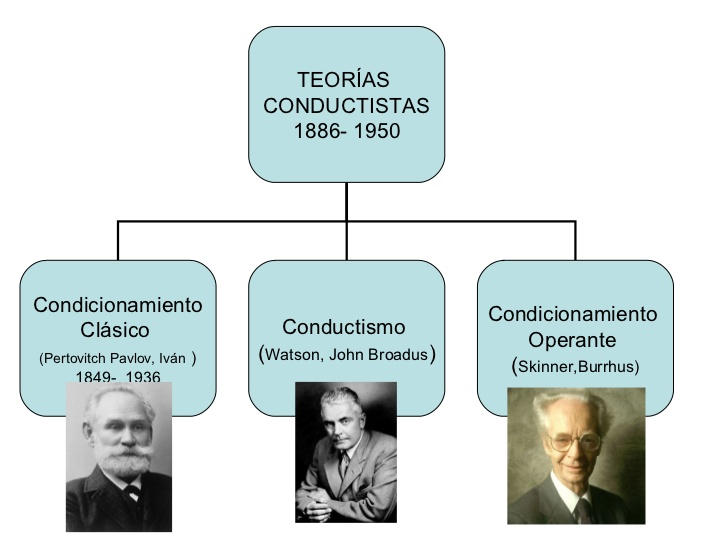 TEORÍAS
CONDUCTISTAS
1886- 1950
Condicionamiento
Clásico
(Pertovitch Pavlov, Iván )
1849- 1936
Conductismo
(Watson, John Broadus)
Condicionamiento
Operante
(Skinner,Burrhus)